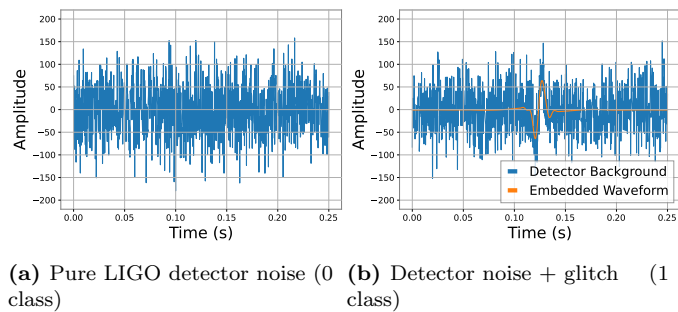 200
150
100
50
0
−50
−100
−150
−200
Amplitude
0.00 0.05 0.10 0.15 0.20 0.25
Time (s)
200
150
100
50
0
−50
−100
−150
−200
Amplitude
Detector Background
Embedded Waveform
0.00 0.05 0.10 0.15 0.20 0.25
Time (s)
(a) Pure LIGO detector noise (0
class)
(b) Detector noise + glitch (1
class)